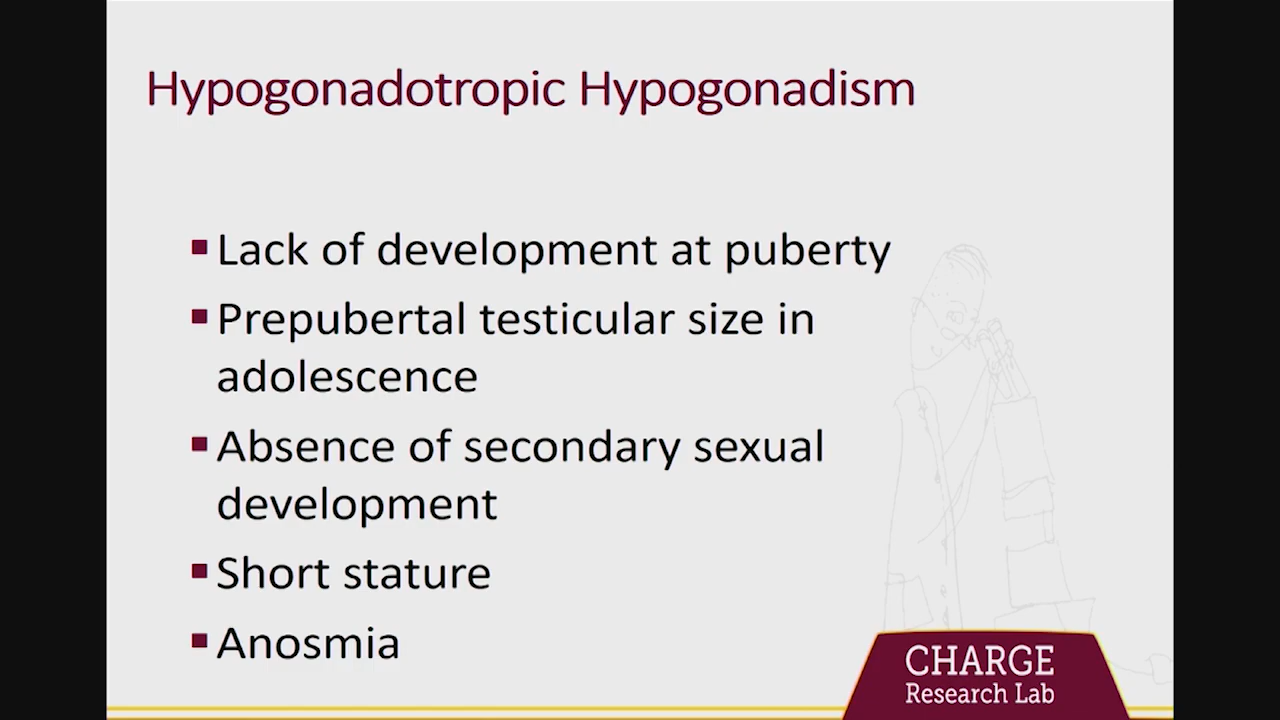 Hypogonadotropic Hypogonadism
▪Lack of development at puberty
▪Prepubertal testicular size in
adolescence
▪Absence of secondary sexual
development
▪Short stature
▪Anosmia
CHARGE
Research Lab